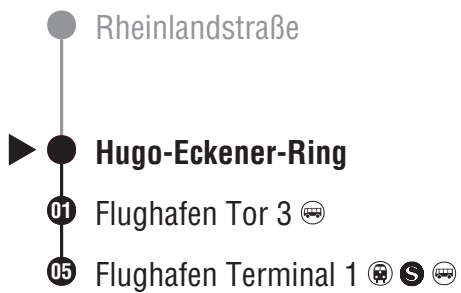 Rheinlandstraße
Hugo-Eckener-Ring
01 Flughafen Tor 3
05 Flughafen Terminal 1 S